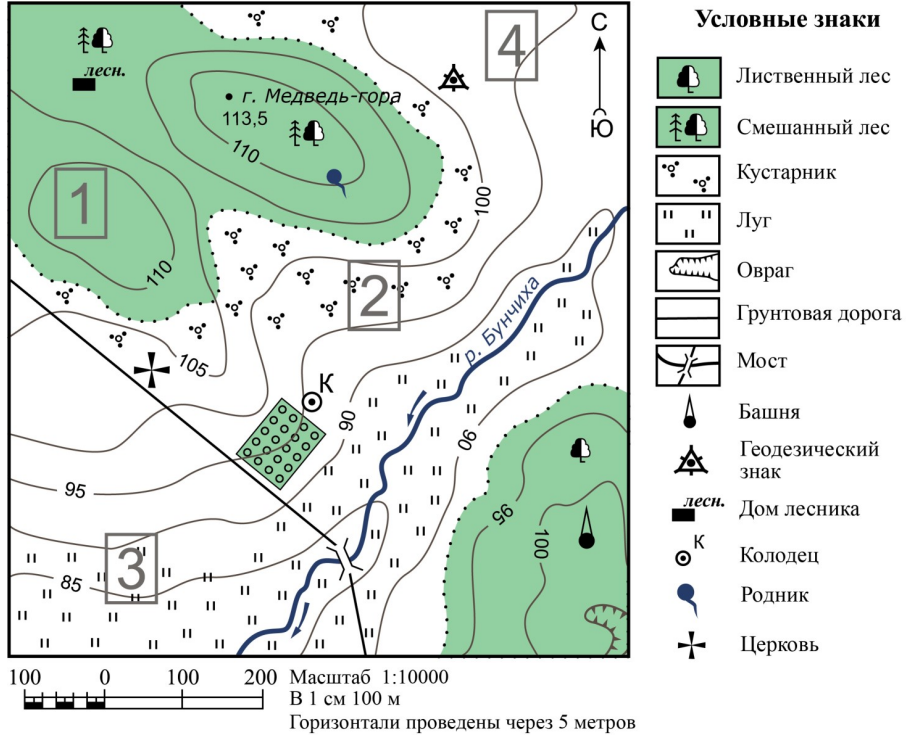 4
С
Ю
лесн.
г. Медведь-гора
113,5
110
1
100
110
2
р. Бунчиха
105
К
90
90
95
95
100
3
85
100 0 100 200
Масштаб 1:10000
В 1 см 100 м
Горизонтали проведены через 5 метров
Условные знаки
Лиственный лес
Смешанный лес
Кустарник
Луг
Овраг
Грунтовая дорога
Мост
Башня
Геодезический
знак
лесн.
Дом лесника
К
Колодец
Родник
Церковь